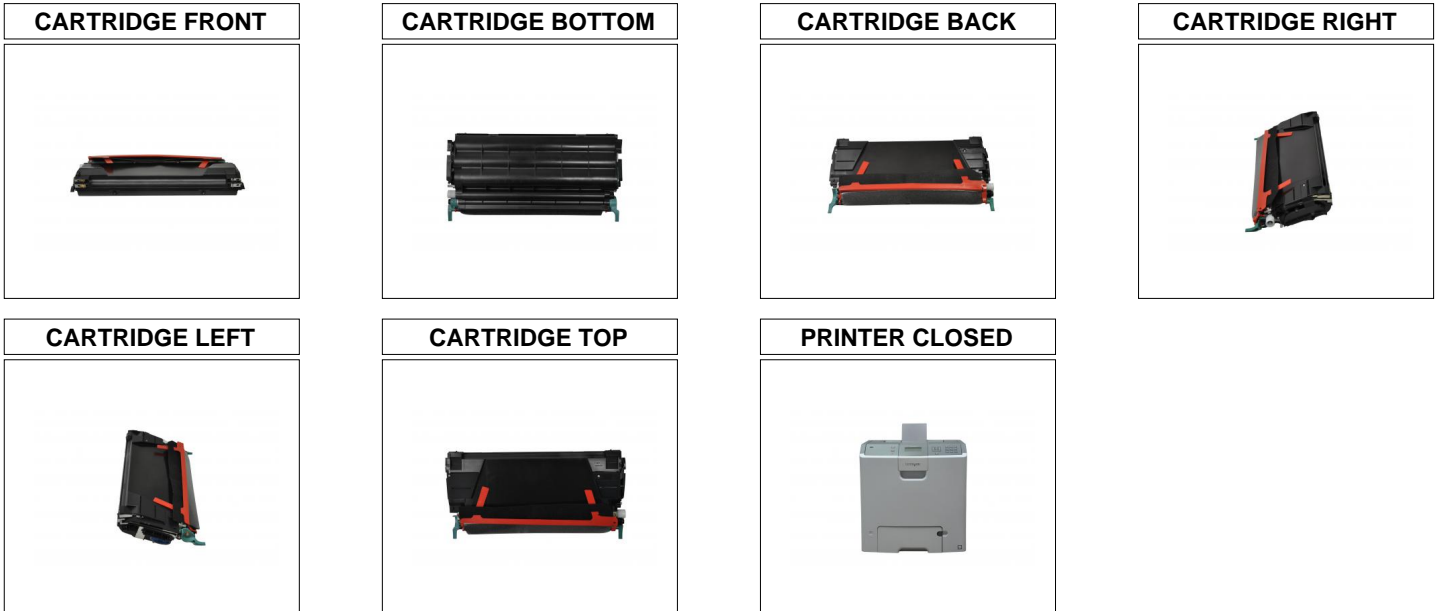 CARTRIDGE FRONT
CARTRIDGE BOTTOM
CARTRIDGE BACK
CARTRIDGE RIGHT
CARTRIDGE LEFT
CARTRIDGE TOP
PRINTER CLOSED